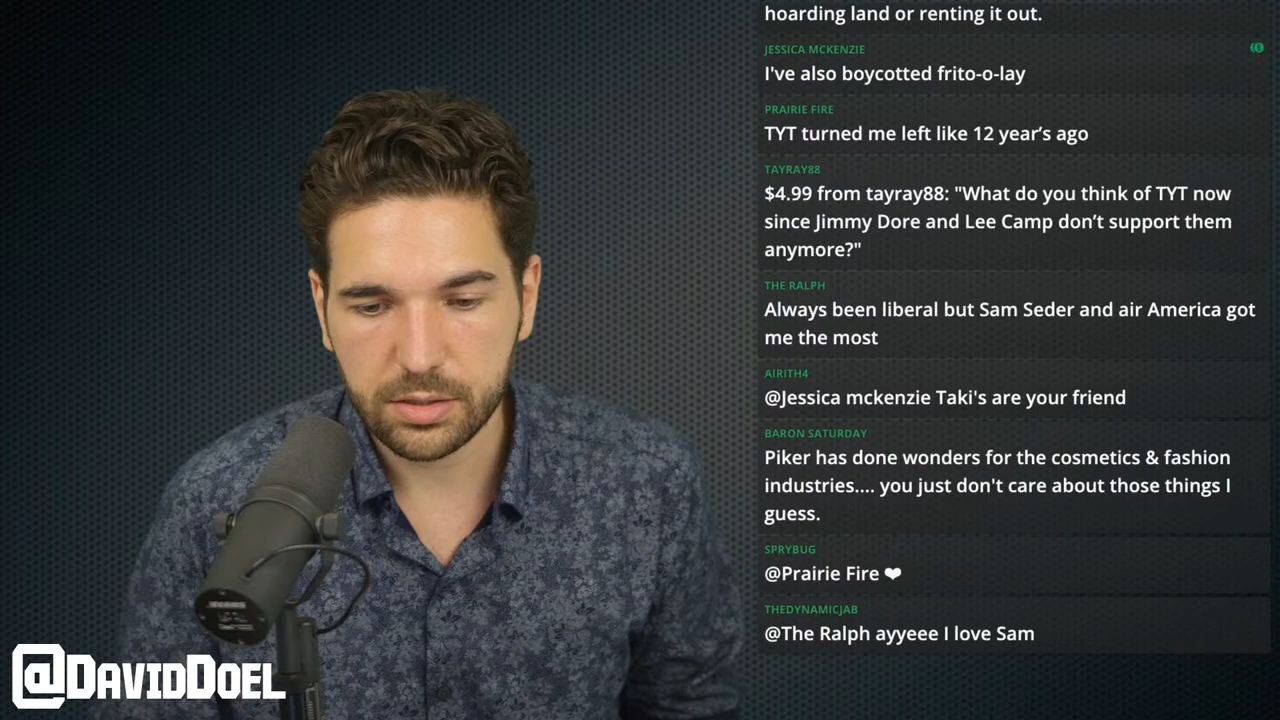 hoarding land or renting it out.
JESSICA MCKENZIE
I've also boycotted frito-o-lay
PRAIRIE FIRE
TYT turned me left like 12 year’s ago
TAYRAY88
$4.99 from tayray88: "What do you think of TYT now
since Jimmy Dore and Lee Camp don’t support them
anymore?"
THE RALPH
Always been liberal but Sam Seder and air America got
me the most
AIRITH4
@Jessica mckenzie Taki's are your friend
BARON SATURDAY
Piker has done wonders for the cosmetics & fashion
industries.... you just don't care about those things I
guess.
SPRYBUG
@Prairie Fire ❤
THEDYNAMICJAB
@The Ralph ayyeee I love Sam
@DAVIDDOEL